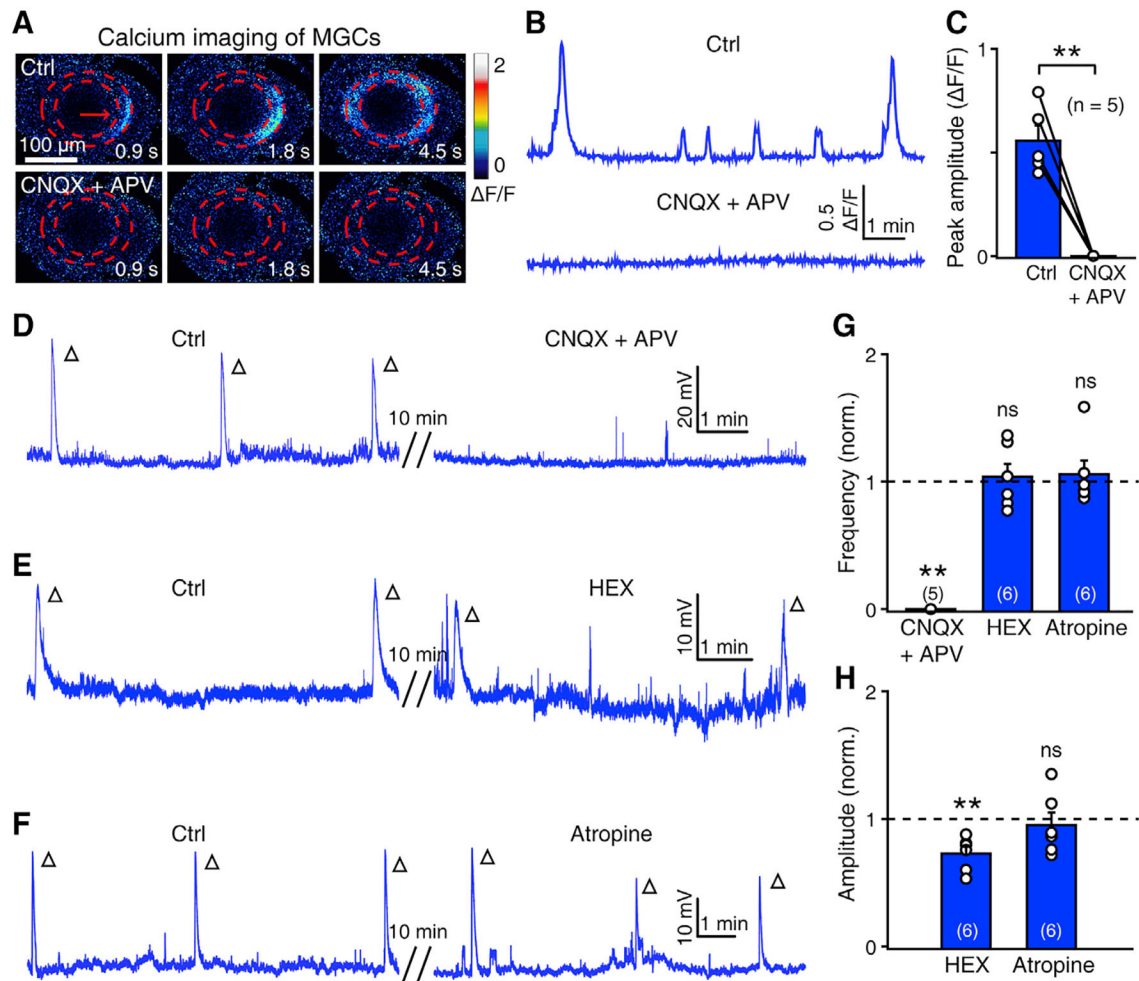 A
Calcium imaging of MGCs
Ctrl
100 µm
0.9 s
1.8 s
4.5 s
2
0
ΔF/F
CNQX + APV
0.9 s
1.8 s
4.5 s
B
Ctrl
CNQX + APV
0.5
ΔF/F
1 min
C
Peak amplitude (ΔF/F)
1
0
**
(n = 5)
Ctrl
CNQX
+ APV
D
Ctrl
Δ
Δ
Δ
10 min
CNQX + APV
20 mV
1 min
E
Ctrl
Δ
Δ
10 min
HEX
Δ
Δ
10 mV
1 min
F
Ctrl
Δ
Δ
Δ
10 min
Atropine
Δ
Δ
Δ
10 mV
1 min
G
Frequency (norm.)
2
1
0
**
(5)
ns
(6)
ns
(6)
CNQX
+ APV
HEX
Atropine
H
Amplitude (norm.)
2
1
0
**
(6)
ns
(6)
HEX
Atropine